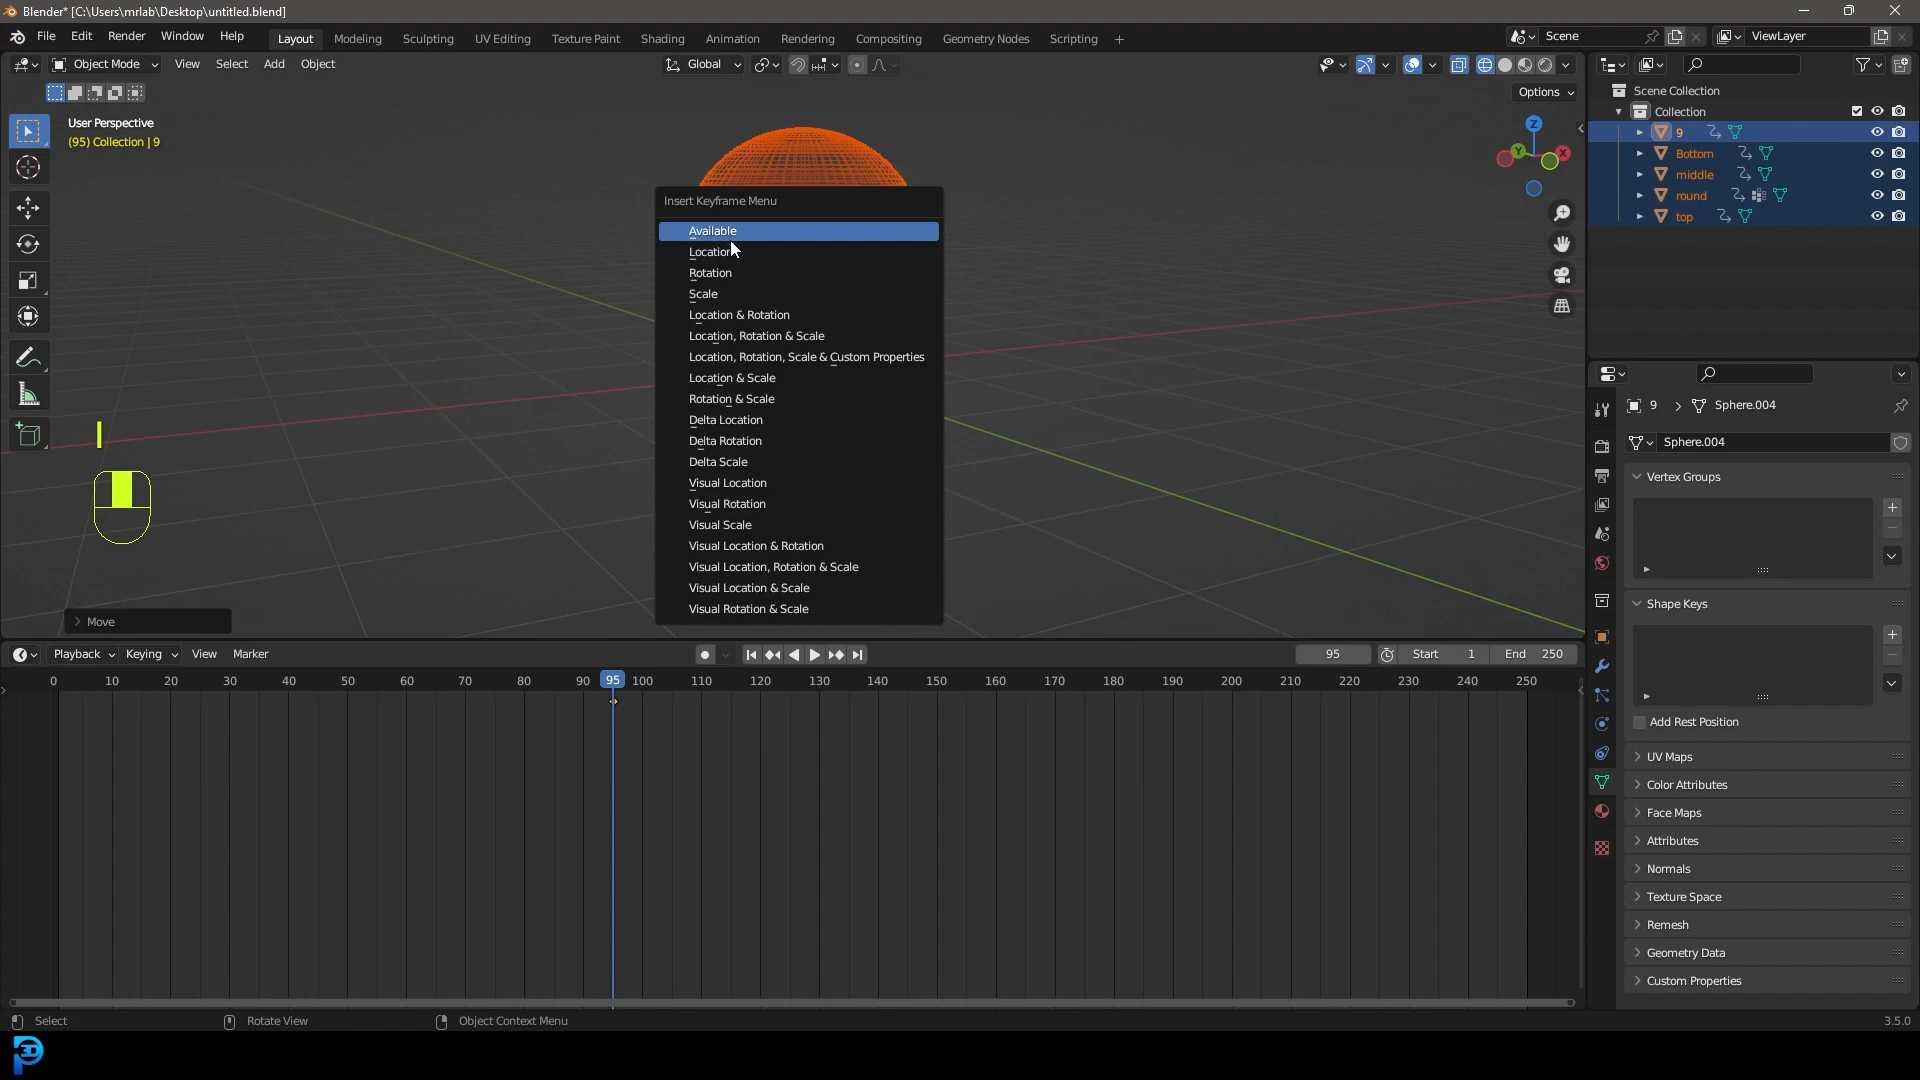 Blender* [C:\Users\mrlab\Desktop\untitled.blend]
File Edit Render Window Help
Layout Modeling Sculpting UV Editing Texture Paint Shading Animation Rendering Compositing Geometry Nodes Scripting +
Scene
ViewLayer
Object Mode View Select Add Object
Global
Options
User Perspective
(95) Collection | 9
Z
Y
X
Insert Keyframe Menu
Available
Location
Rotation
Scale
Location & Rotation
Location, Rotation & Scale
Location, Rotation, Scale & Custom Properties
Location & Scale
Rotation & Scale
Delta Location
Delta Rotation
Delta Scale
Visual Location
Visual Rotation
Visual Scale
Visual Location & Rotation
Visual Location, Rotation & Scale
Visual Location & Scale
Visual Rotation & Scale
I
Move
Scene Collection
Collection
9
Bottom
middle
round
top
9 > Sphere.004
Sphere.004
Vertex Groups
Shape Keys
Add Rest Position
UV Maps
Color Attributes
Face Maps
Attributes
Normals
Texture Space
Remesh
Geometry Data
Custom Properties
Playback Keying View Marker
95
Start 1
End 250
0 10 20 30 40 50 60 70 80 90 95 100 110 120 130 140 150 160 170 180 190 200 210 220 230 240 250
Select
Rotate View
Object Context Menu
3.5.0